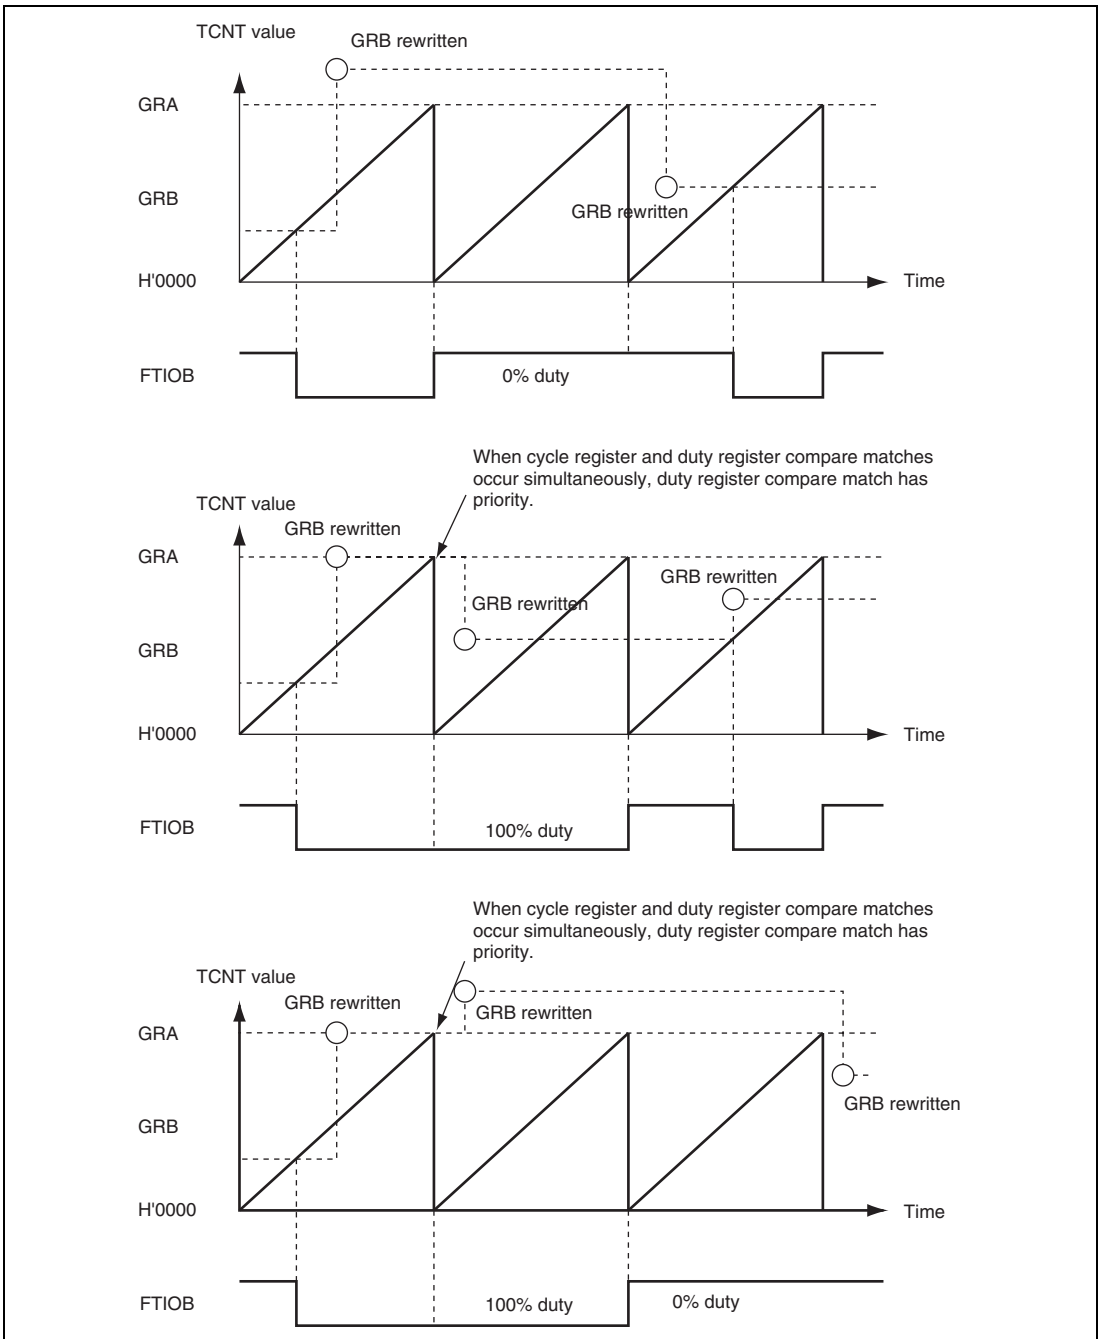 TCNT value
GRB rewritten
GRA
GRB
GRB rewritten
H'0000
Time
FTIOB
0% duty
When cycle register and duty register compare matches
occur simultaneously, duty register compare match has
priority.
TCNT value
GRB rewritten
GRA
GRB rewritten
GRB rewritten
GRB
H'0000
Time
FTIOB
100% duty
When cycle register and duty register compare matches
occur simultaneously, duty register compare match has
priority.
TCNT value
GRB rewritten
GRB rewritten
GRA
GRB rewritten
GRB
H'0000
Time
FTIOB
100% duty
0% duty